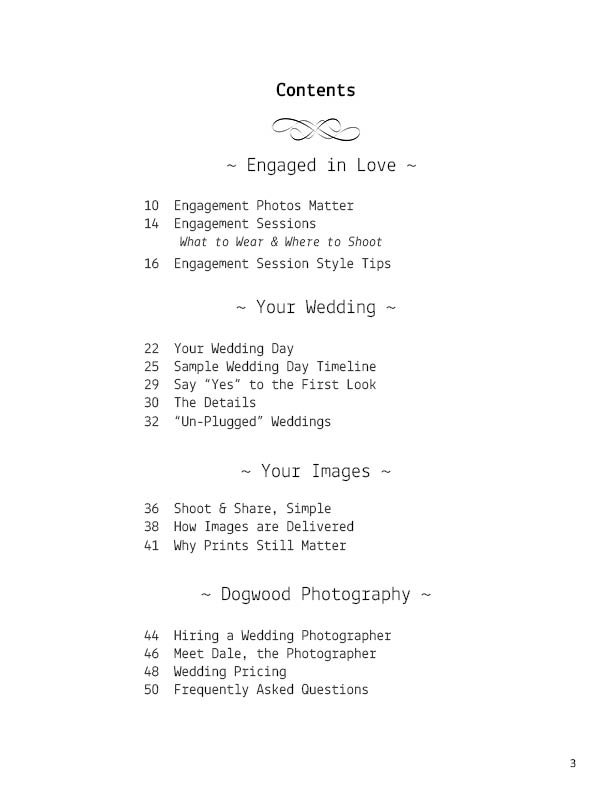 Contents
~ Engaged in Love ~
10 Engagement Photos Matter
14 Engagement Sessions
What to Wear & Where to Shoot
16 Engagement Session Style Tips
~ Your Wedding ~
22 Your Wedding Day
25 Sample Wedding Day Timeline
29 Say “Yes” to the First Look
30 The Details
32 “Un-Plugged” Weddings
~ Your Images ~
36 Shoot & Share, Simple
38 How Images are Delivered
41 Why Prints Still Matter
~ Dogwood Photography ~
44 Hiring a Wedding Photographer
46 Meet Dale, the Photographer
48 Wedding Pricing
50 Frequently Asked Questions
3